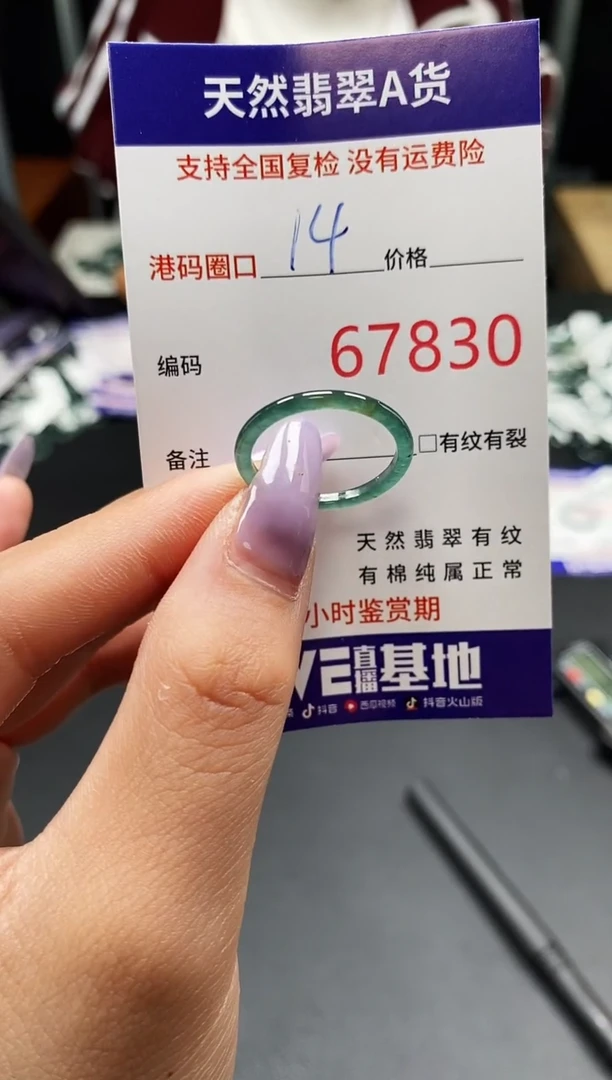 天然翡翠A货
支持全国复检 没有运费险
港码圈口 14 价格
编码 67830
备注 □有纹有裂
天然翡翠有纹
有棉纯属正常
小时鉴赏期
VE直播基地
抖音 西瓜视频 抖音火山版